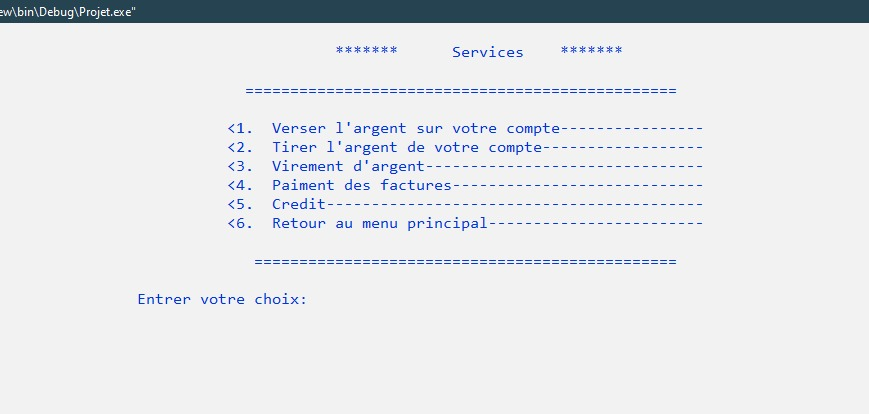 ew\bin\Debug\Projet.exe"
******* Services *******
================================================
<1. Verser l'argent sur votre compte----------------
<2. Tirer l'argent de votre compte------------------
<3. Virement d'argent-------------------------------
<4. Paiment des factures----------------------------
<5. Credit------------------------------------------
<6. Retour au menu principal------------------------
===============================================
Entrer votre choix: